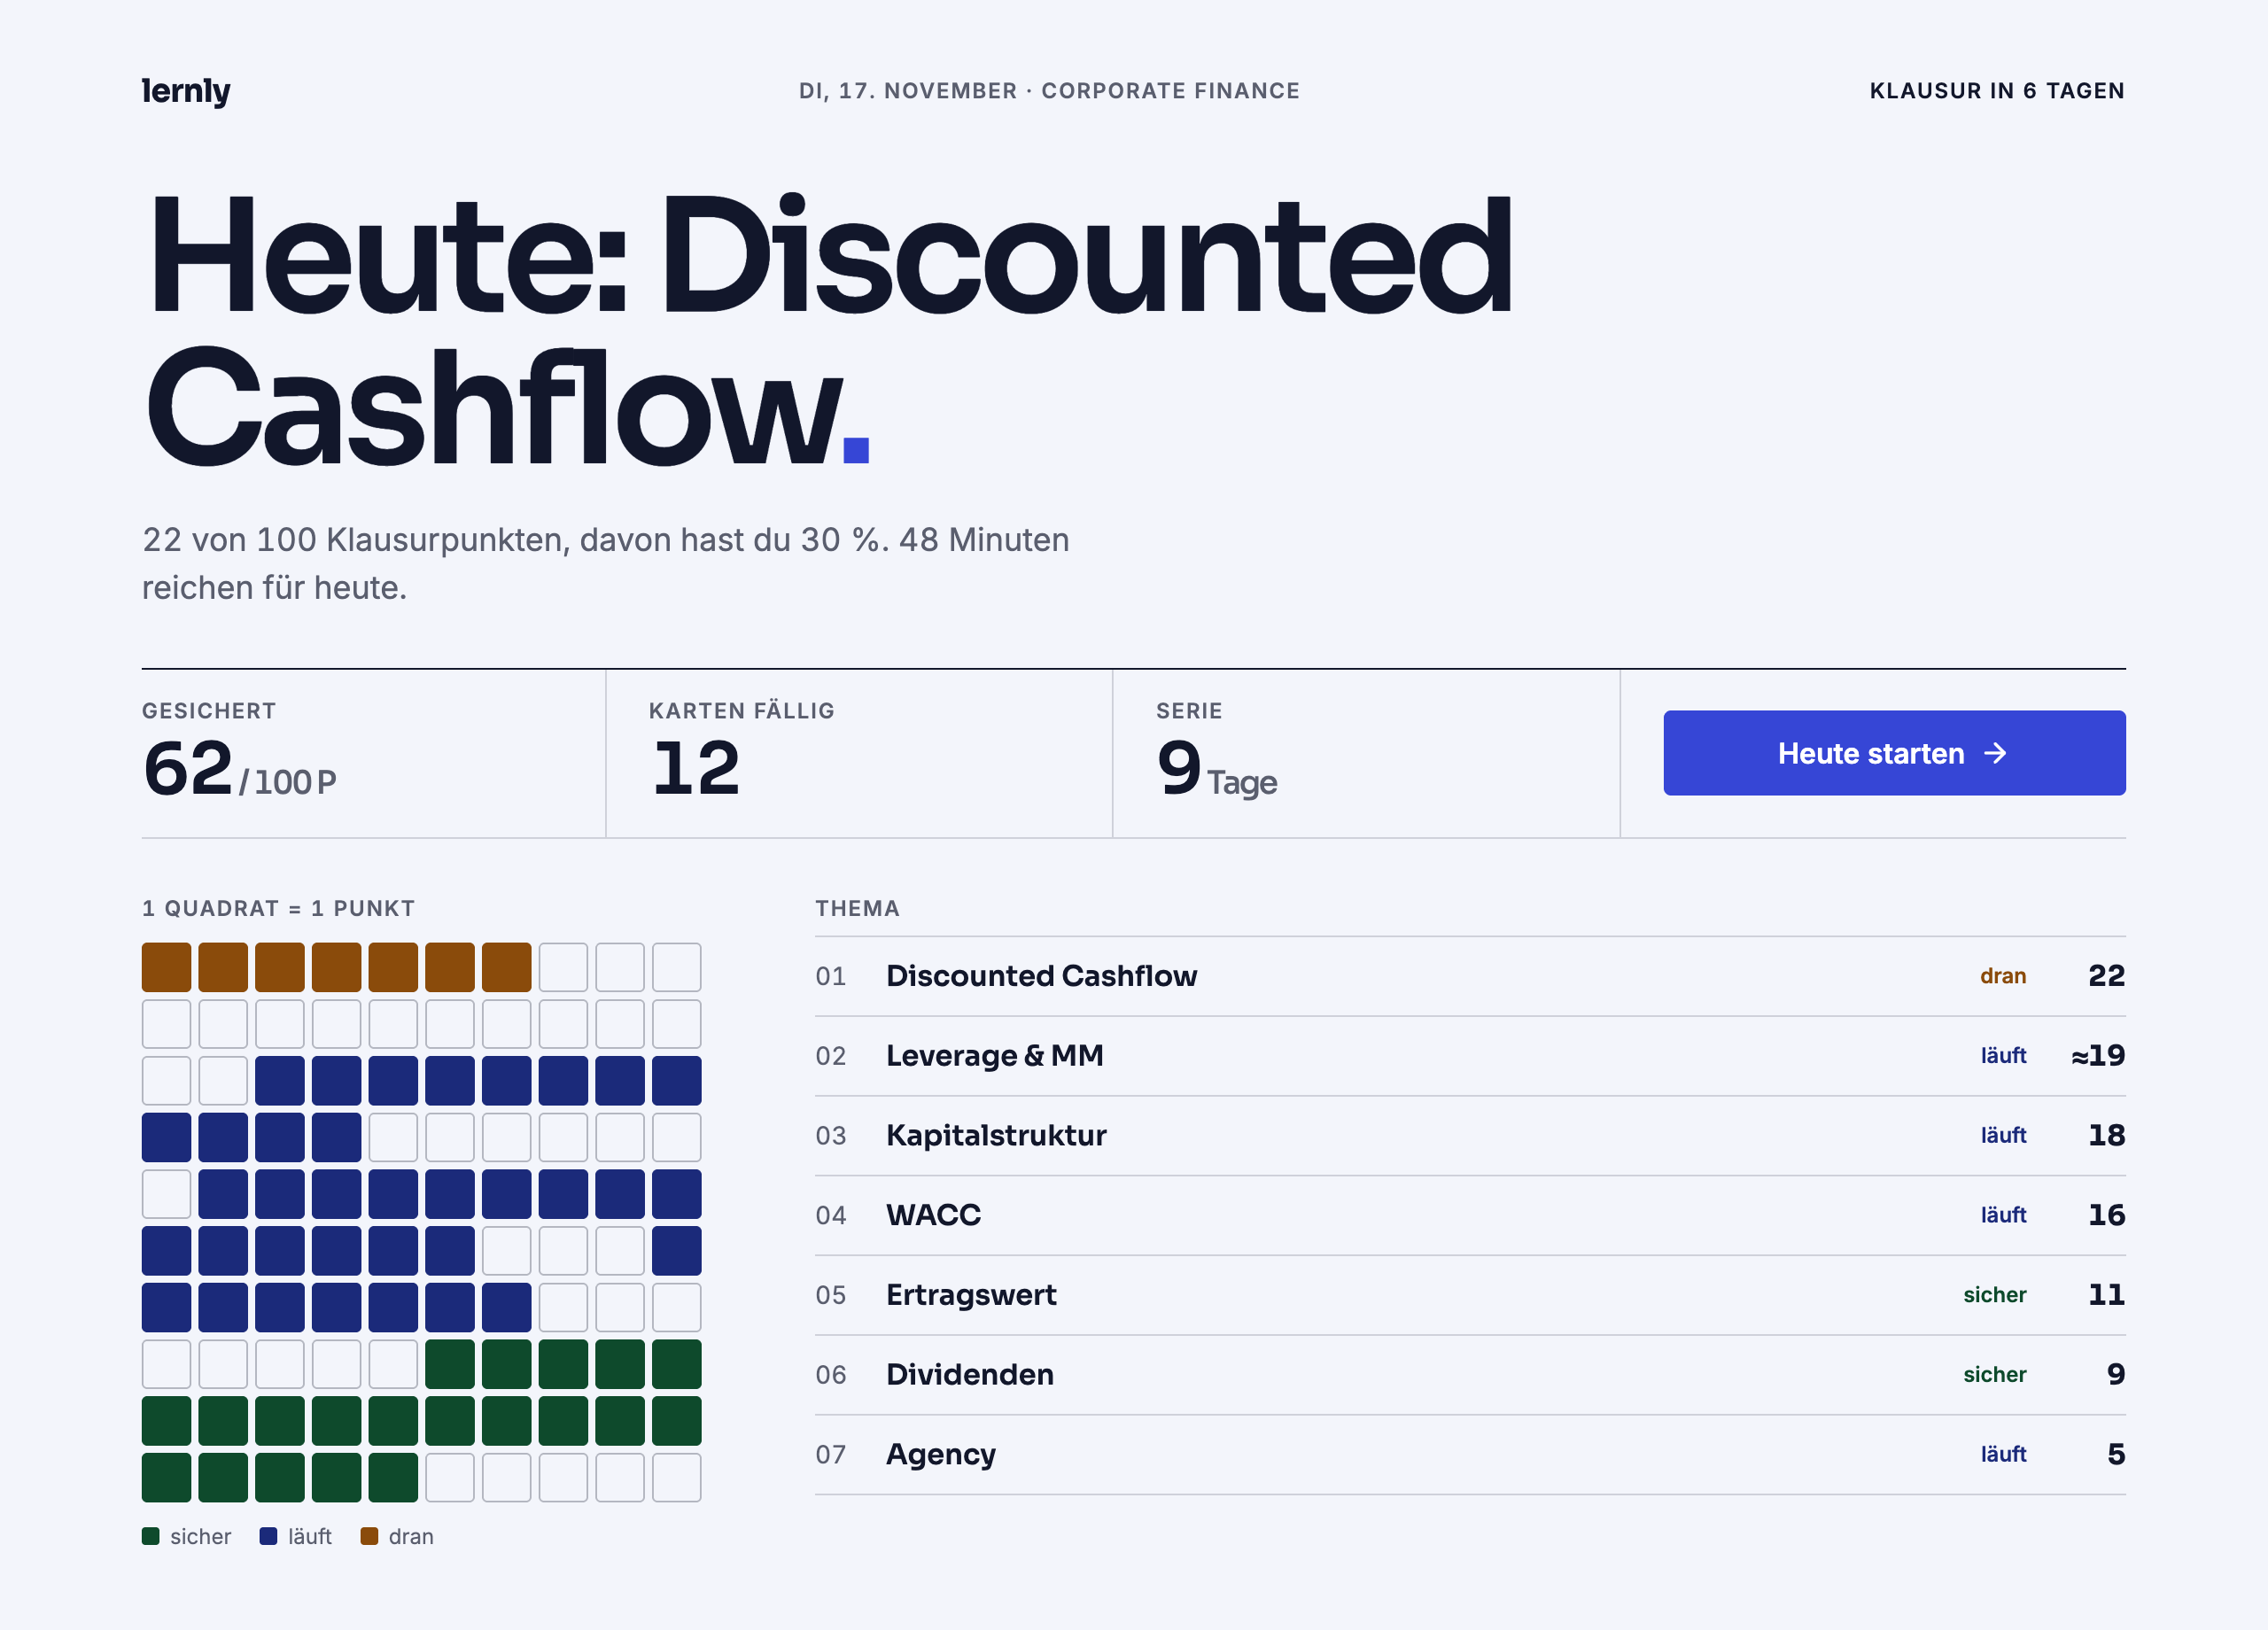 lernly
DI, 17. NOVEMBER · CORPORATE FINANCE
KLAUSUR IN 6 TAGEN
Heute: Discounted
Cashflow.
22 von 100 Klausurpunkten, davon hast du 30 %. 48 Minuten
reichen für heute.
GESICHERT
62 / 100 P
KARTEN FÄLLIG
12
SERIE
9 Tage
Heute starten →
1 QUADRAT = 1 PUNKT
sicher läuft dran
THEMA
01 Discounted Cashflow dran 22
02 Leverage & MM läuft ≈19
03 Kapitalstruktur läuft 18
04 WACC läuft 16
05 Ertragswert sicher 11
06 Dividenden sicher 9
07 Agency läuft 5